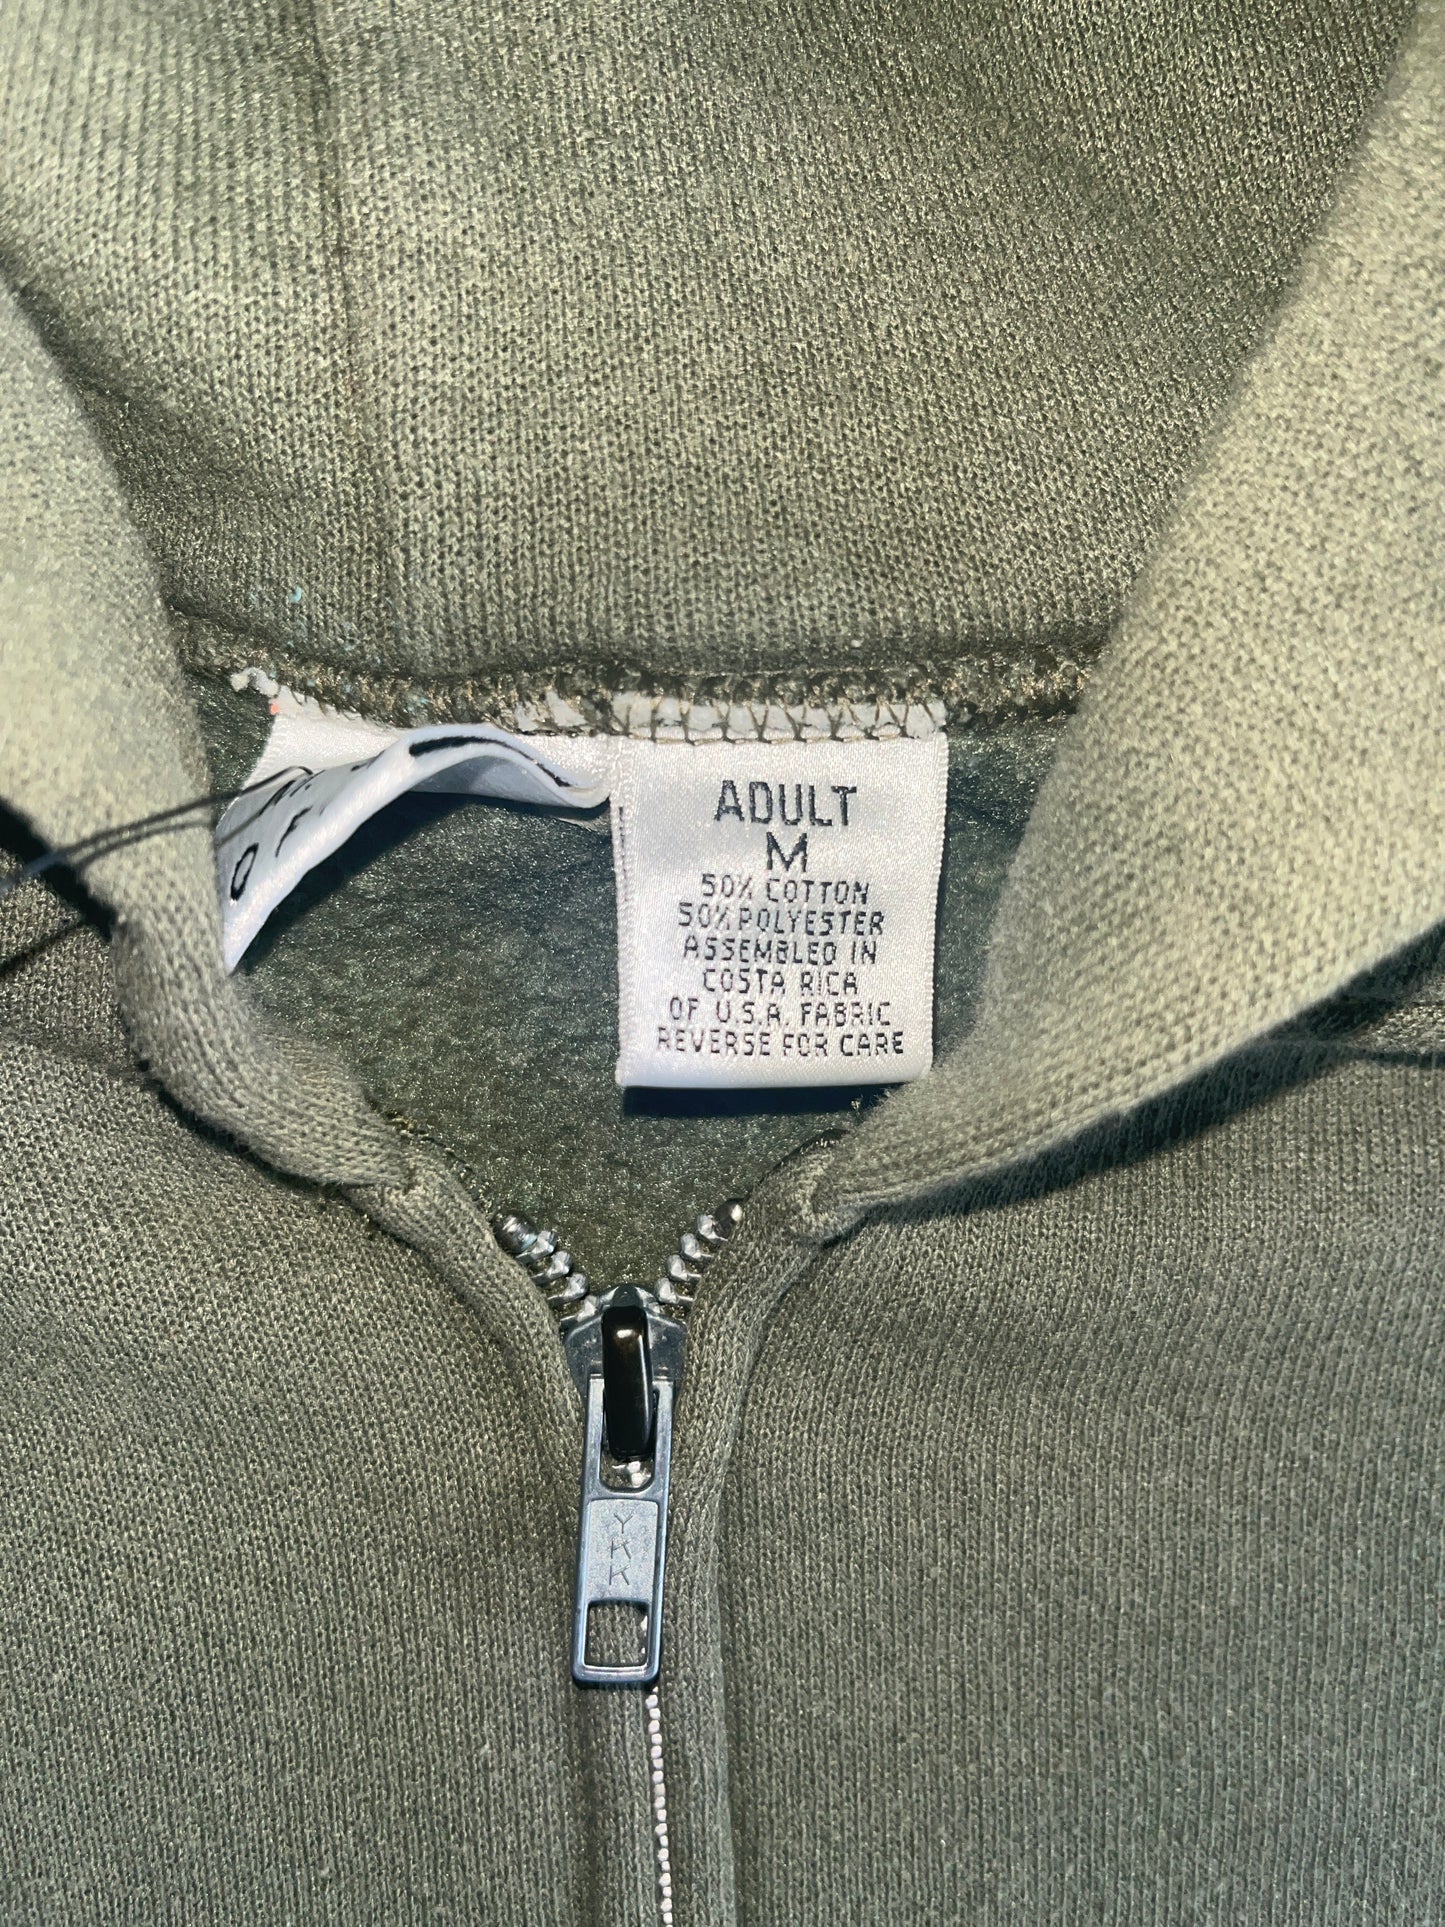 ADULT
M
50% COTTON
50% POLYESTER
ASSEMBLED IN
COSTA RICA
OF U.S.A. FABRIC
REVERSE FOR CARE
YKK